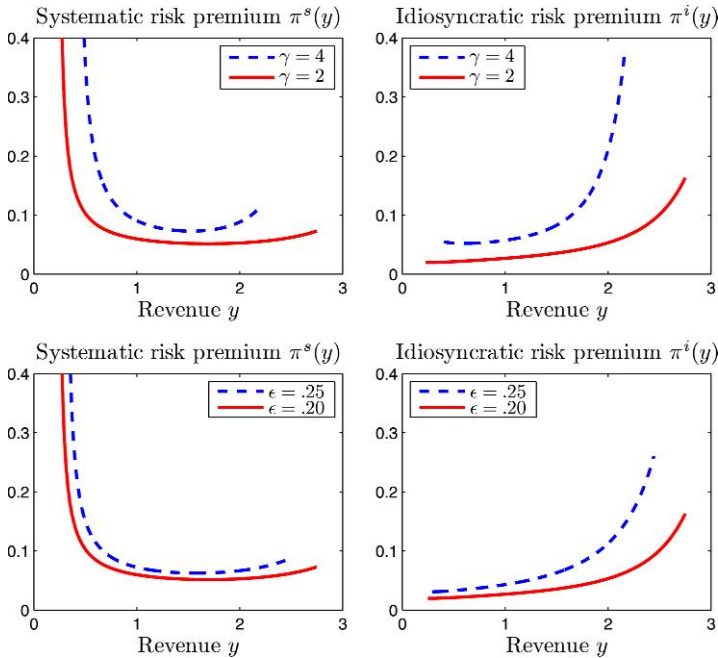 Systematic risk premium πˢ(y)
Idiosyncratic risk premium πⁱ(y)
0.4
0.3
0.2
0.1
0
γ = 4
γ = 2
0 1 2 3
Revenue y
0.4
0.3
0.2
0.1
0
γ = 4
γ = 2
0 1 2 3
Revenue y
Systematic risk premium πˢ(y)
Idiosyncratic risk premium πⁱ(y)
0.4
0.3
0.2
0.1
0
ϵ = .25
ϵ = .20
0 1 2 3
Revenue y
0.4
0.3
0.2
0.1
0
ϵ = .25
ϵ = .20
0 1 2 3
Revenue y